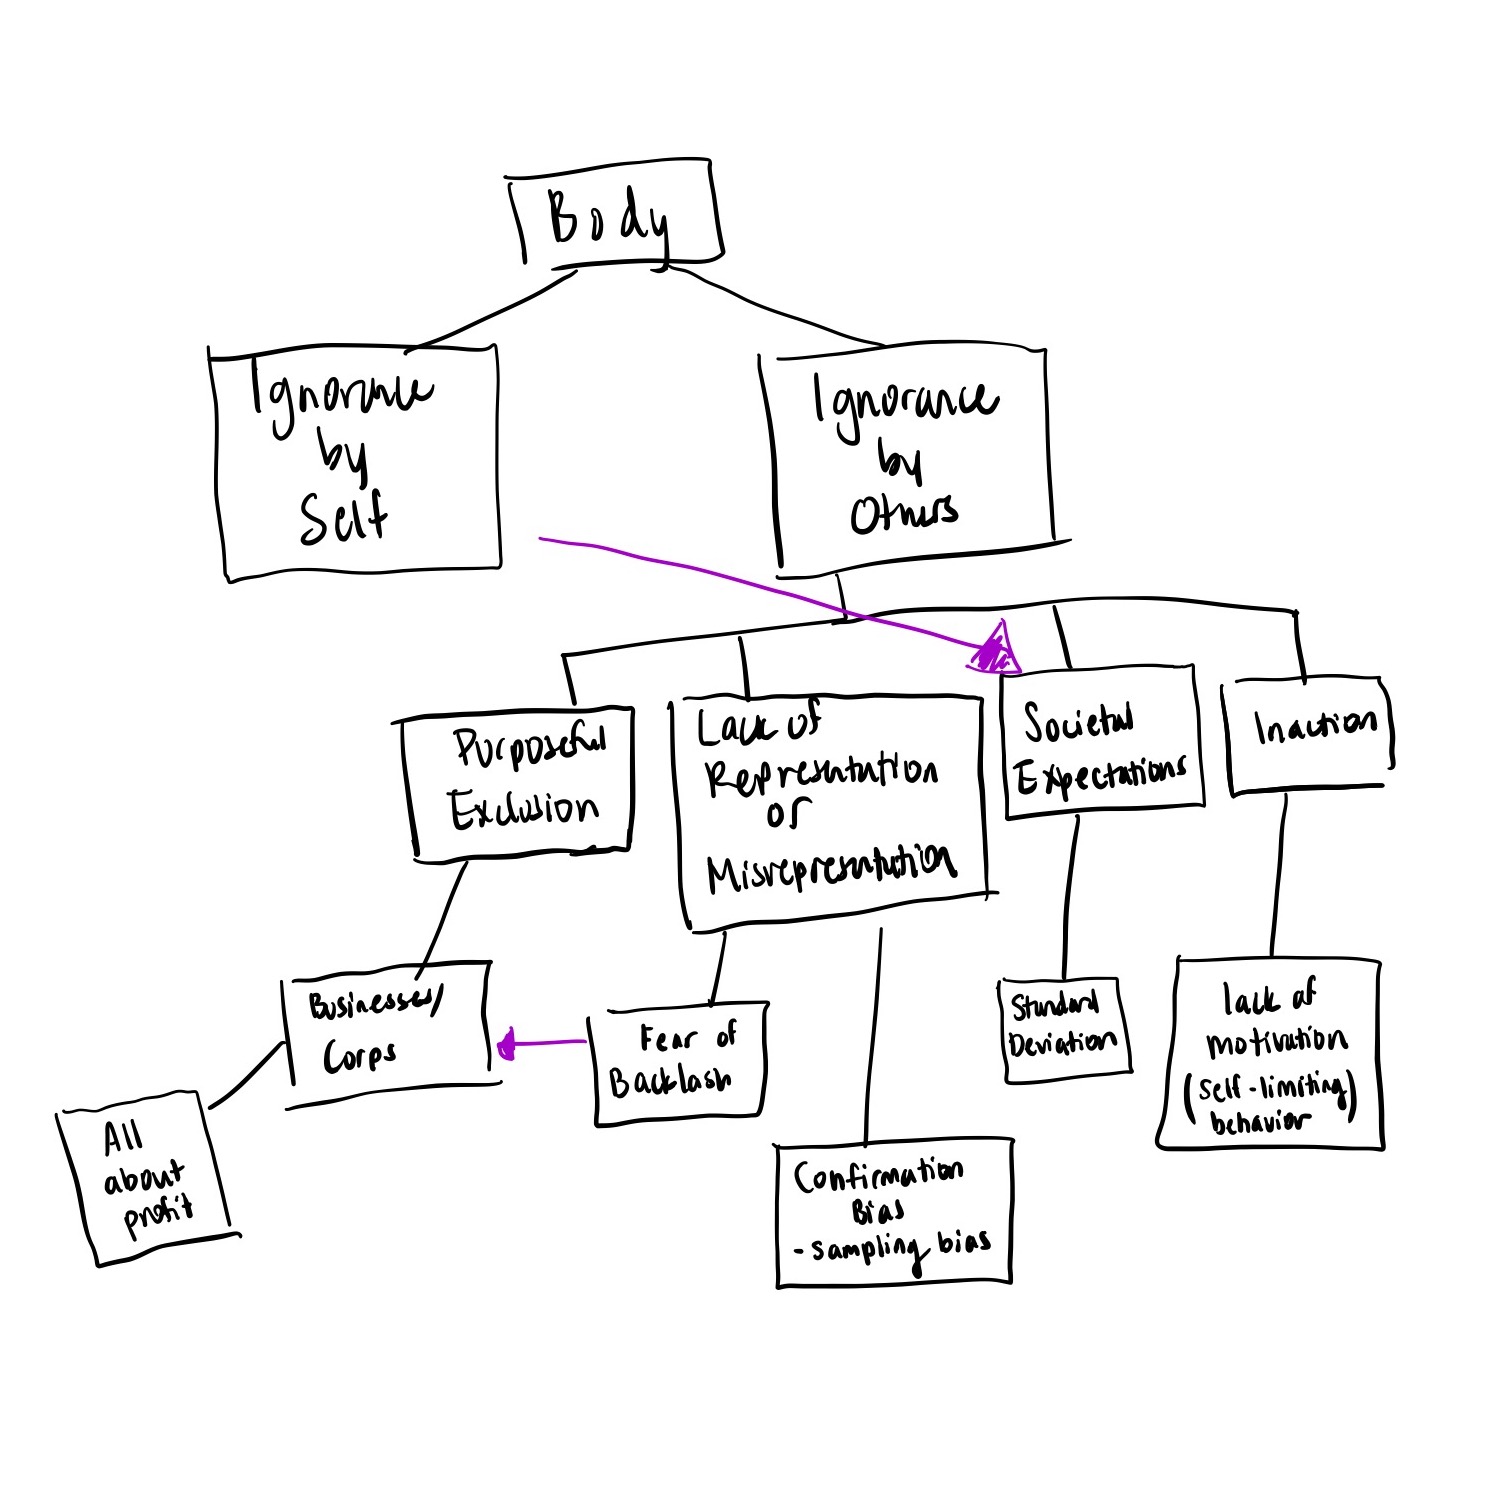 Body
Ignorance
by
Self
Ignorance
by
Others
Purposeful
Exclusion
Lack of
Representation
or
Misrepresentation
Societal
Expectations
Inaction
Businesses/
Corps
Fear of
Backlash
Standard
Deviation
lack of
motivation
(self-limiting)
behavior
All
about
profit
Confirmation
Bias
-sampling bias